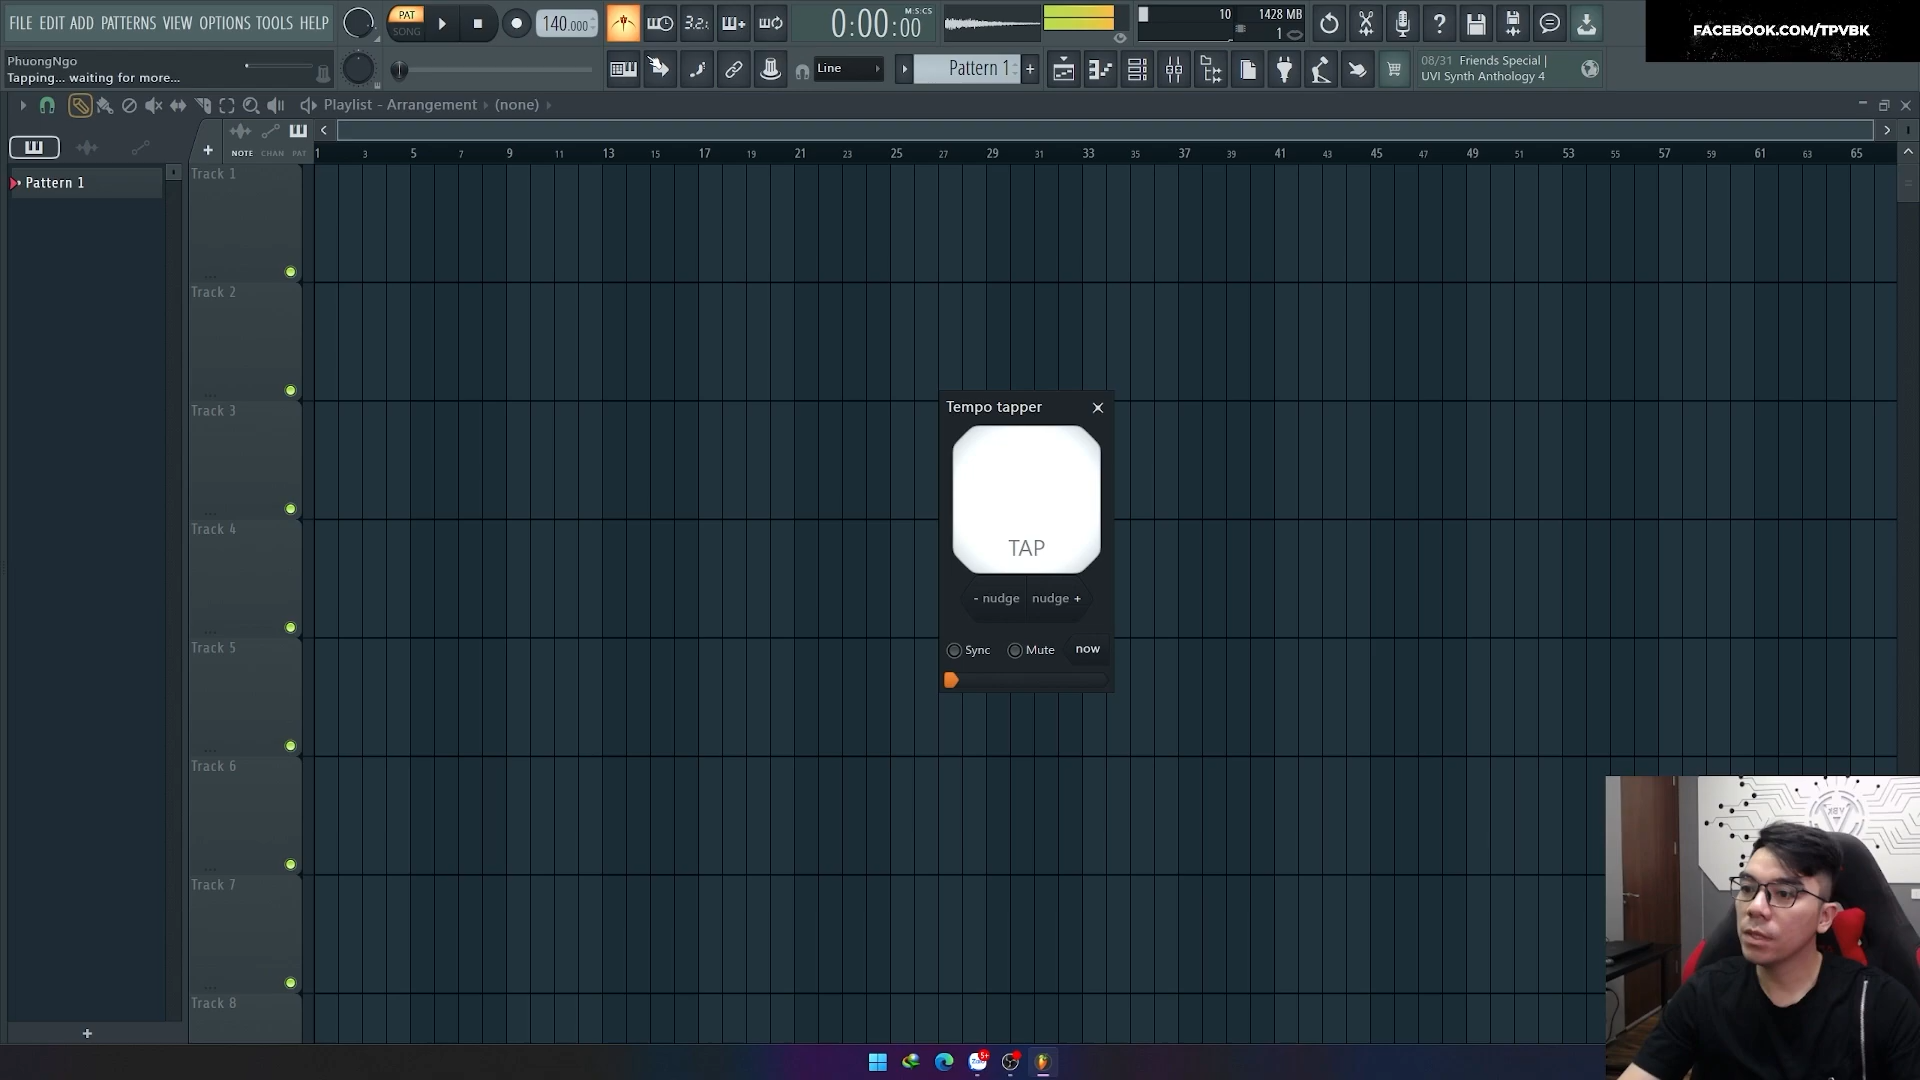 FILE EDIT ADD PATTERNS VIEW OPTIONS TOOLS HELP
PAT
SONG
140.000
3.2:
0:00:00
M:S:CS
10
1428 MB
1
FACEBOOK.COM/TPVBK
PhuongNgo
Tapping... waiting for more...
Line
Pattern 1
+
08/31 Friends Special |
UVI Synth Anthology 4
Playlist - Arrangement
(none)
NOTE CHAN PAT
1 3 5 7 9 11 13 15 17 19 21 23 25 27 29 31 33 35 37 39 41 43 45 47 49 51 53 55 57 59 61 63 65
Pattern 1
Track 1
Track 2
Track 3
Track 4
Track 5
Track 6
Track 7
Track 8
Tempo tapper
TAP
- nudge
nudge +
Sync
Mute
now